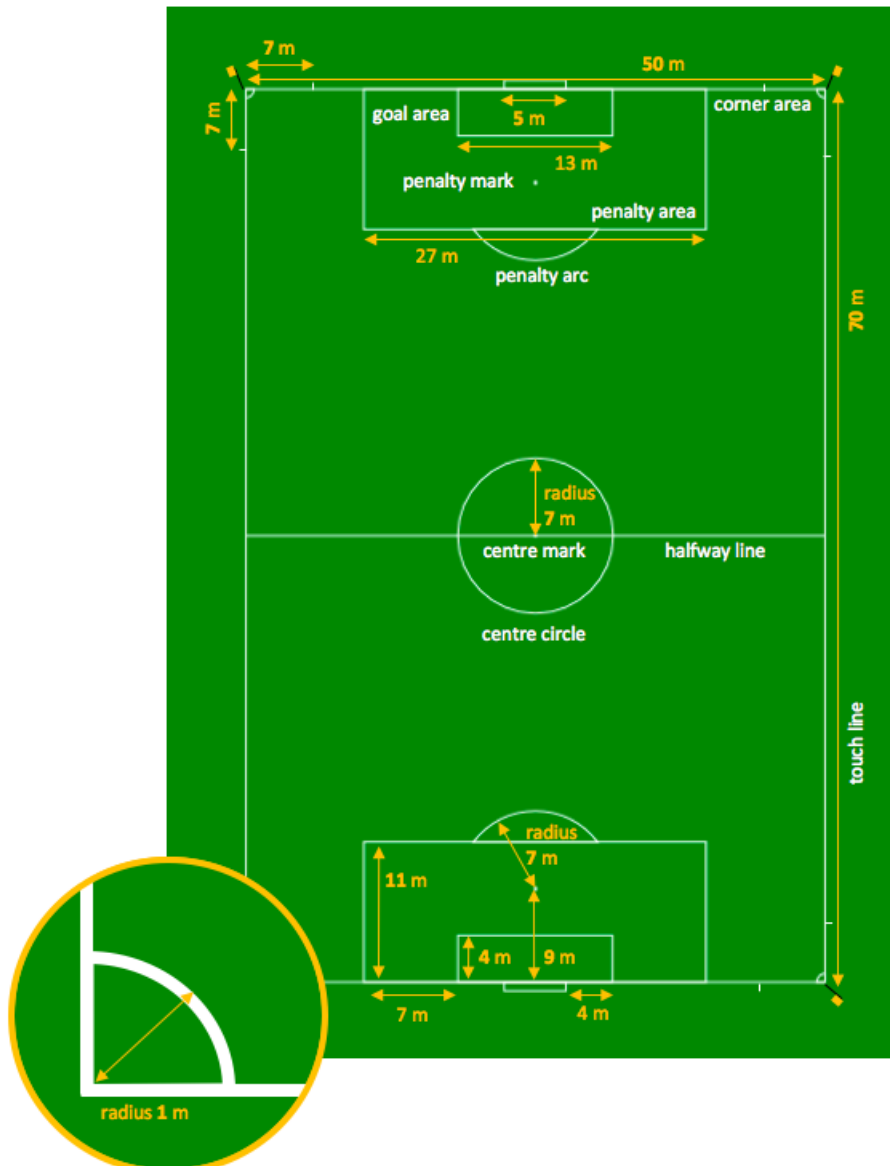 7 m
50 m
7 m
goal area
5 m
corner area
13 m
penalty mark
penalty area
27 m
penalty arc
70 m
radius
7 m
centre mark
halfway line
centre circle
touch line
radius
7 m
11 m
4 m
9 m
7 m
4 m
radius 1 m